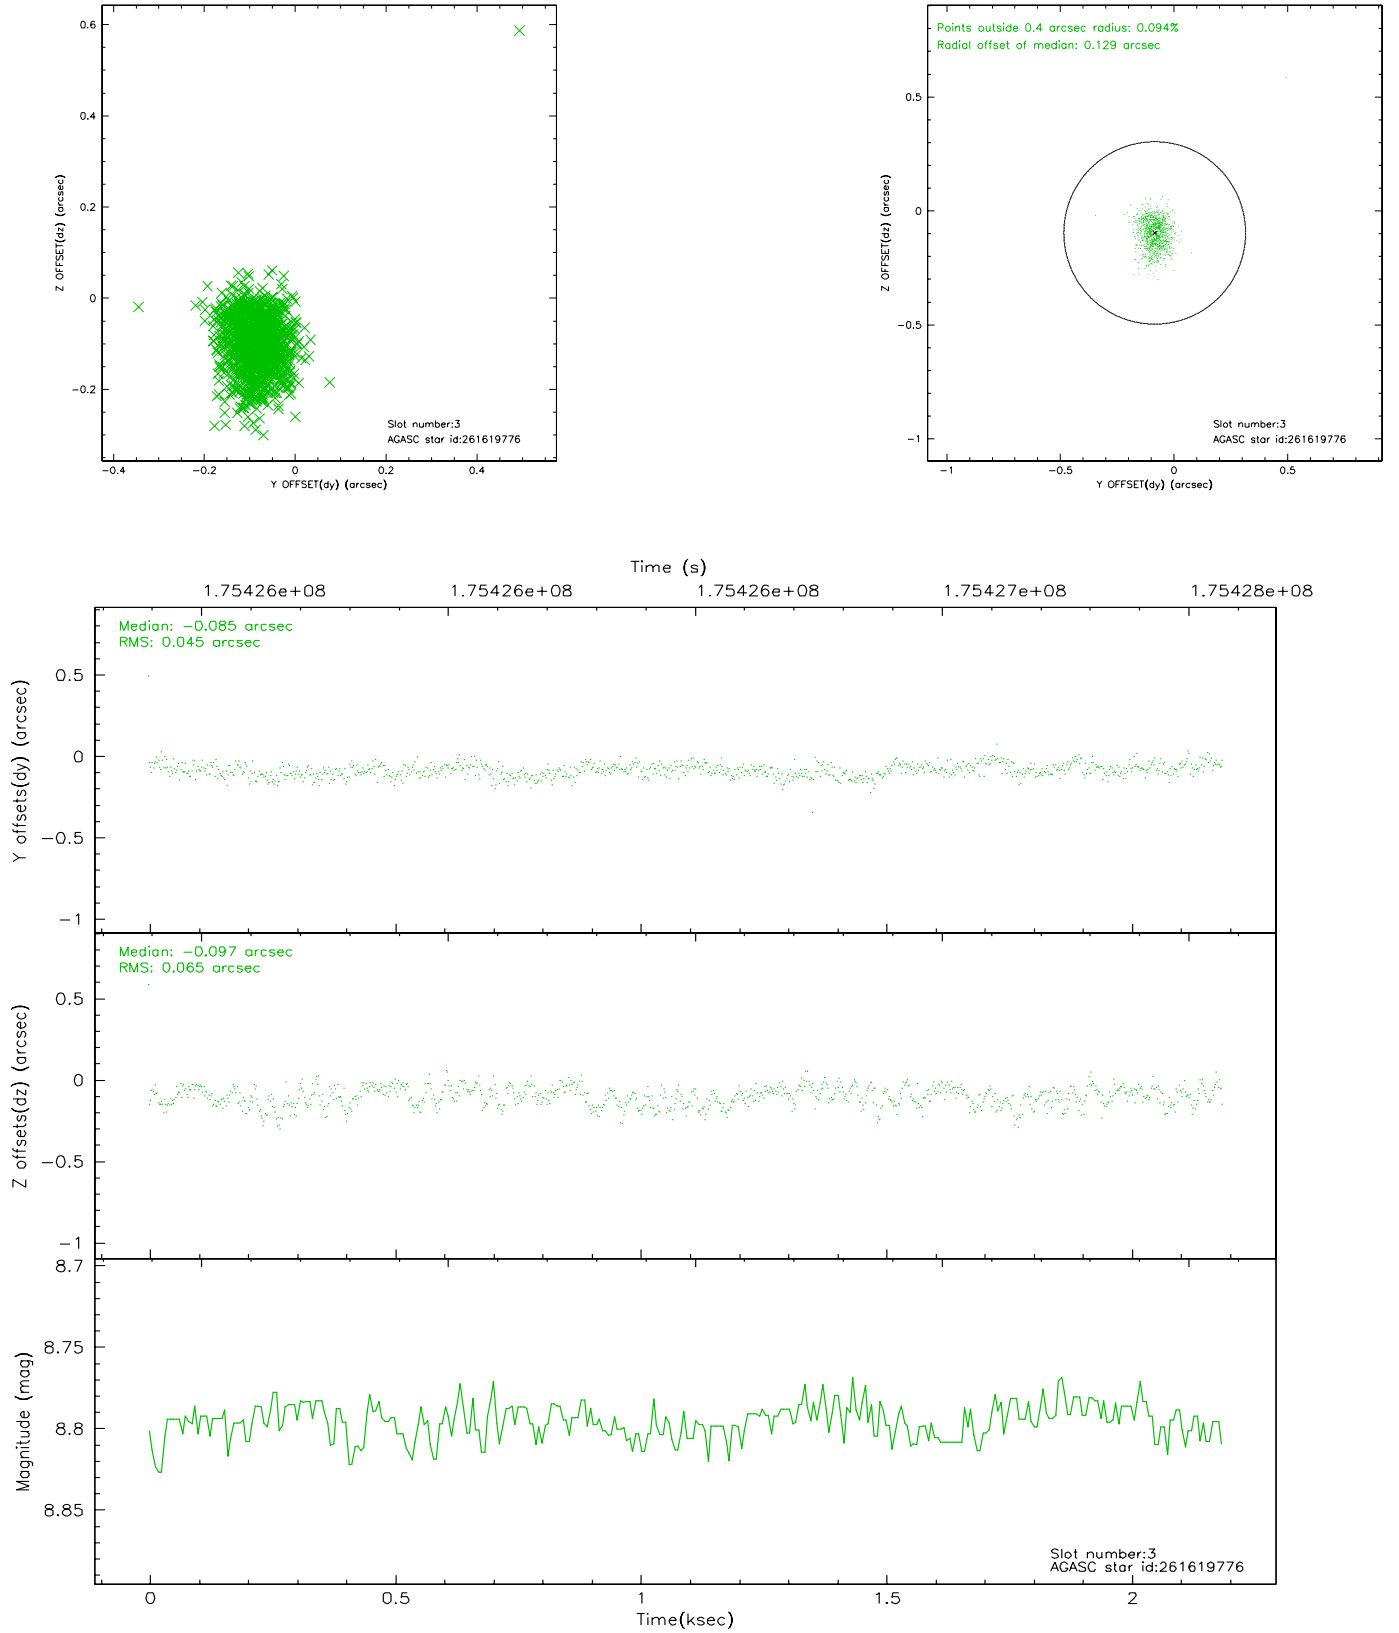 0.6
0.4
0.2
0
-0.2
-0.4
-0.2
0
0.2
0.4
Z OFFSET(dz) (arcsec)
Y OFFSET(dy) (arcsec)
Slot number:3
AGASC star id:261619776
Points outside 0.4 arcsec radius: 0.094%
Radial offset of median: 0.129 arcsec
0.5
0
-0.5
-1
-1
-0.5
0
0.5
Z OFFSET(dz) (arcsec)
Y OFFSET(dy) (arcsec)
Slot number:3
AGASC star id:261619776
Time (s)
1.75426e+08
1.75426e+08
1.75426e+08
1.75427e+08
1.75428e+08
Median: -0.085 arcsec
RMS: 0.045 arcsec
0.5
0
-0.5
-1
Y offsets(dy) (arcsec)
Median: -0.097 arcsec
RMS: 0.065 arcsec
0.5
0
-0.5
-1
Z offsets(dz) (arcsec)
8.7
8.75
8.8
8.85
Magnitude (mag)
Slot number:3
AGASC star id:261619776
0
0.5
1
1.5
2
Time(ksec)